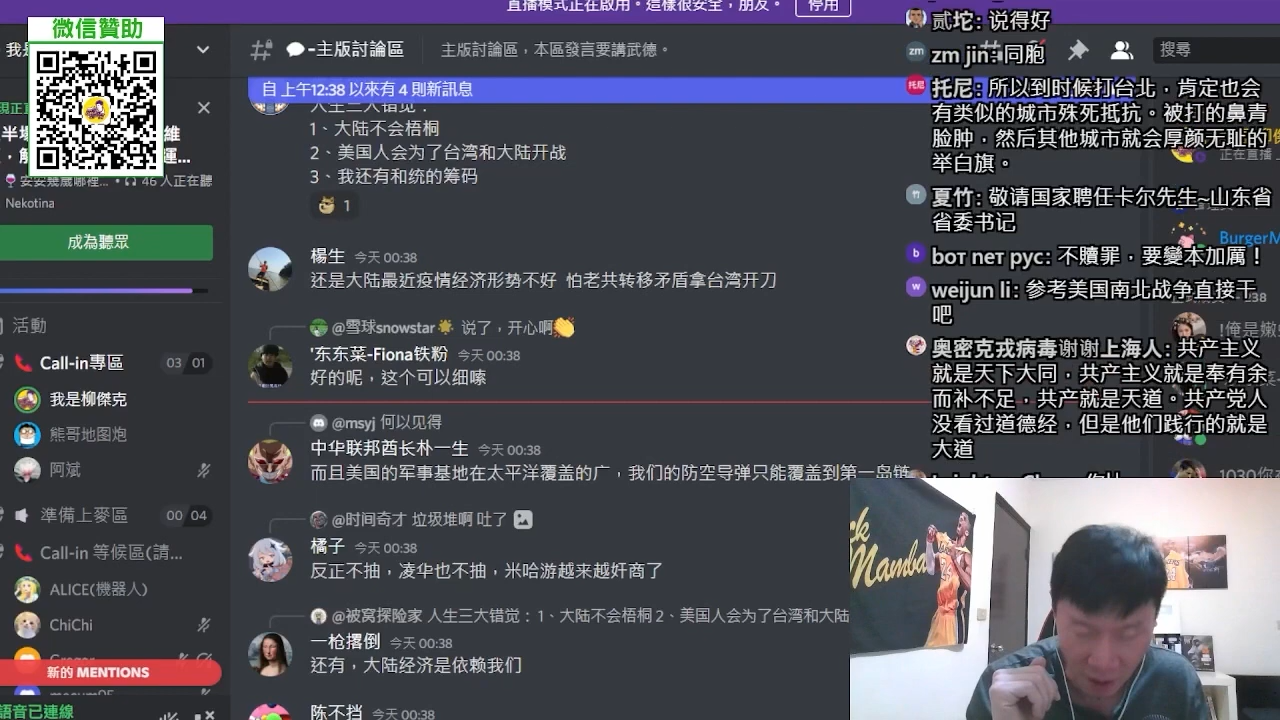 直播模式正在啟用。這樣很安全，朋友。
停用
微信贊助
我是
-主版討論區
主版討論區，本區發言要講武德。
搜尋
自 上午12:38 以來有 4 則新訊息
人生三大错觉：
1、大陆不会梧桐
2、美国人会为了台湾和大陆开战
3、我还有和统的筹码
1
46 人正在聽
Nekotina
成為聽眾
楊生 今天 00:38
还是大陆最近疫情经济形势不好 怕老共转移矛盾拿台湾开刀
活動
@雪球snowstar 说了，开心啊
'东东菜-Fiona铁粉 今天 00:38
好的呢，这个可以细嗦
Call-in專區 03 01
我是柳傑克
熊哥地图炮
阿斌
@msyj 何以见得
中华联邦酋长朴一生 今天 00:38
而且美国的军事基地在太平洋覆盖的广，我们的防空导弹只能覆盖到第一岛链
準備上麥區 00 04
@时间奇才 垃圾堆啊 吐了
橘子 今天 00:38
反正不抽，凌华也不抽，米哈游越来越奸商了
Call-in 等候區(請...
ALICE(機器人)
ChiChi
@被窝探险家 人生三大错觉： 1、大陆不会梧桐 2、美国人会为了台湾和大陆
一枪撂倒 今天 00:38
还有，大陆经济是依赖我们
新的 MENTIONS
陈不挡 今天 00:38
語音已連線
贰坨: 说得好
zm jin: 同胞
托尼: 所以到时候打台北，肯定也会
有类似的城市殊死抵抗。被打的鼻青
脸肿，然后其他城市就会厚颜无耻的
举白旗。
夏竹: 敬请国家聘任卡尔先生~山东省
省委书记
BurgerM
бот пет рус: 不贖罪，要變本加厲！
weijun li: 参考美国南北战争直接干
吧
奥密克戎病毒谢谢上海人: 共产主义
就是天下大同，共产主义就是奉有余
而补不足，共产就是天道。共产党人
没看过道德经，但是他们践行的就是
大道
Mamba